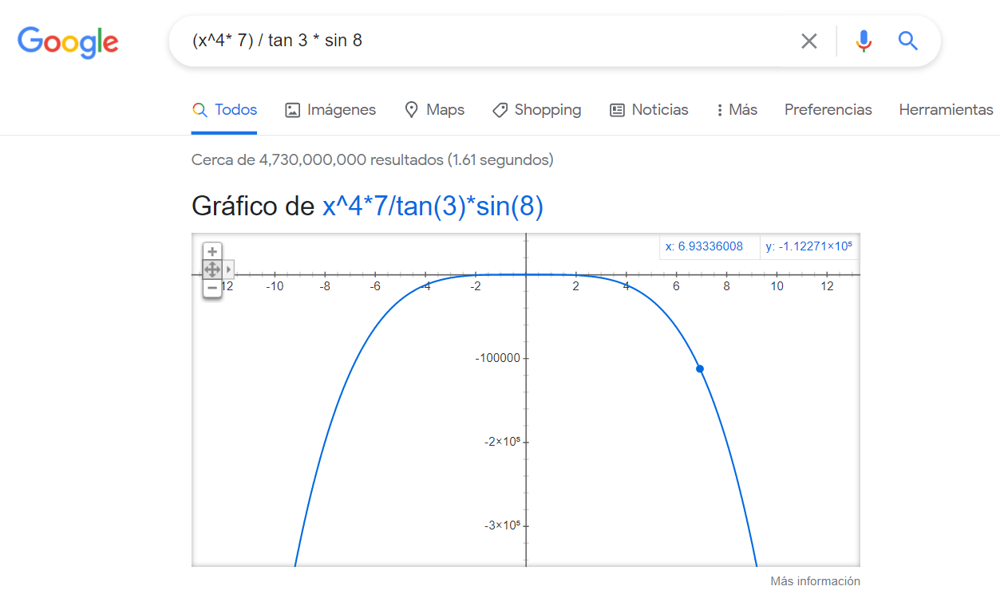 Google
(x^4* 7) / tan 3 * sin 8
Todos Imágenes Maps Shopping Noticias Más Preferencias Herramientas
Cerca de 4,730,000,000 resultados (1.61 segundos)
Gráfico de x^4*7/tan(3)*sin(8)
x: 6.93336008 y: -1.12271×10⁵
12 -10 -8 -6 -4 -2 2 4 6 8 10 12
-100000
-2×10⁵
-3×10⁵
Más información